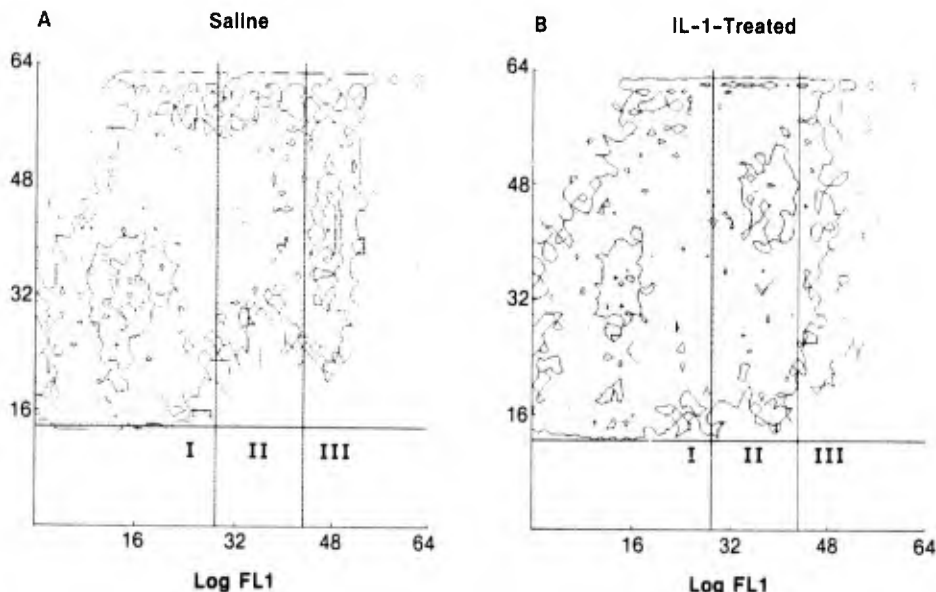 A Saline
B IL-1-Treated
64
48
32
16
I II III
16 32 48 64
Log FL1
64
48
32
16
I II III
16 32 48 64
Log FL1